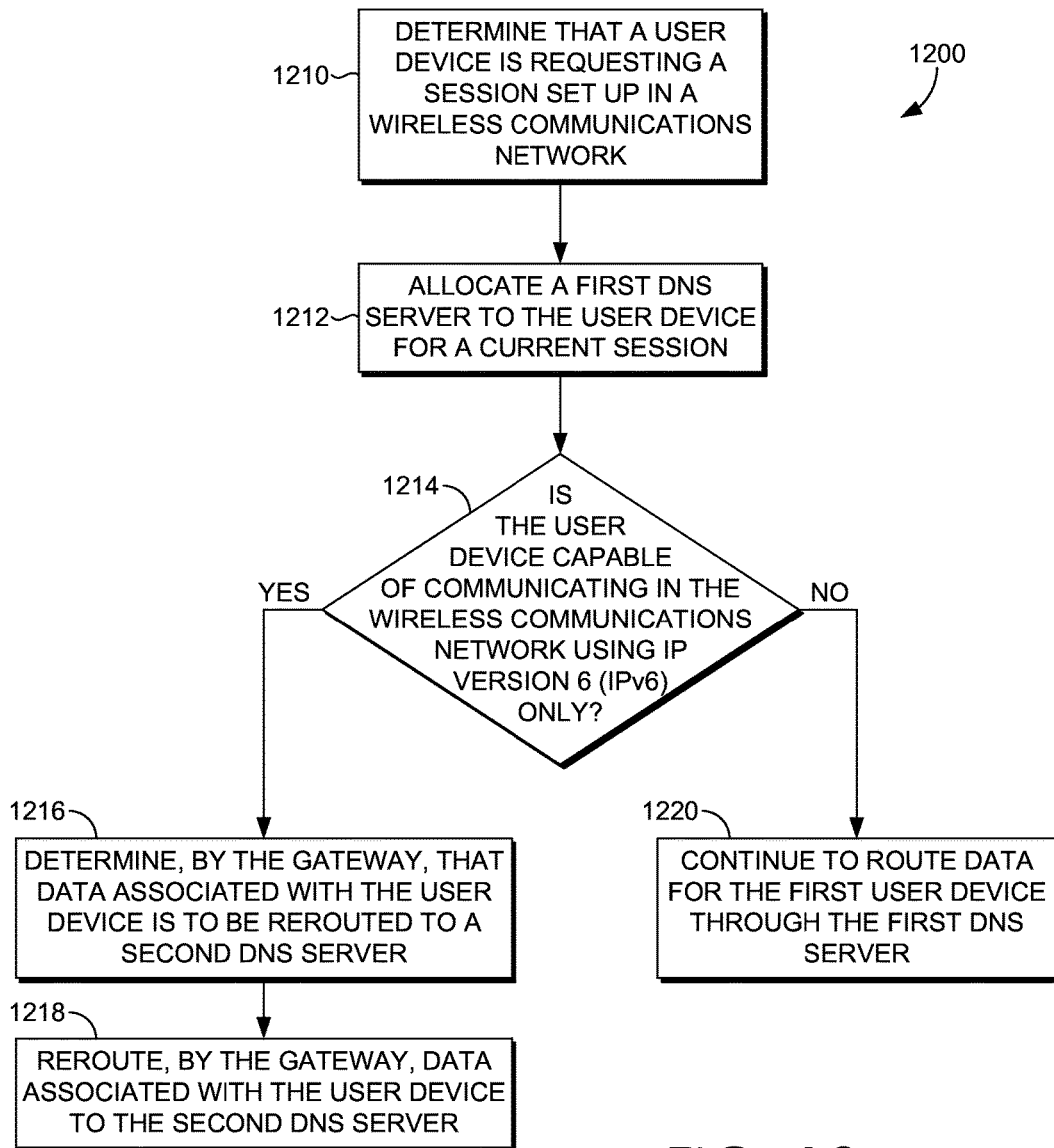 DETERMINE THAT A USER
DEVICE IS REQUESTING A
SESSION SET UP IN A
WIRELESS COMMUNICATIONS
NETWORK
1210
1200
ALLOCATE A FIRST DNS
SERVER TO THE USER DEVICE
FOR A CURRENT SESSION
1212
1214
IS
THE USER
DEVICE CAPABLE
OF COMMUNICATING IN THE
WIRELESS COMMUNICATIONS
NETWORK USING IP
VERSION 6 (IPv6)
ONLY?
YES
NO
1216
DETERMINE, BY THE GATEWAY, THAT
DATA ASSOCIATED WITH THE USER
DEVICE IS TO BE REROUTED TO A
SECOND DNS SERVER
1220
CONTINUE TO ROUTE DATA
FOR THE FIRST USER DEVICE
THROUGH THE FIRST DNS
SERVER
1218
REROUTE, BY THE GATEWAY, DATA
ASSOCIATED WITH THE USER DEVICE
TO THE SECOND DNS SERVER